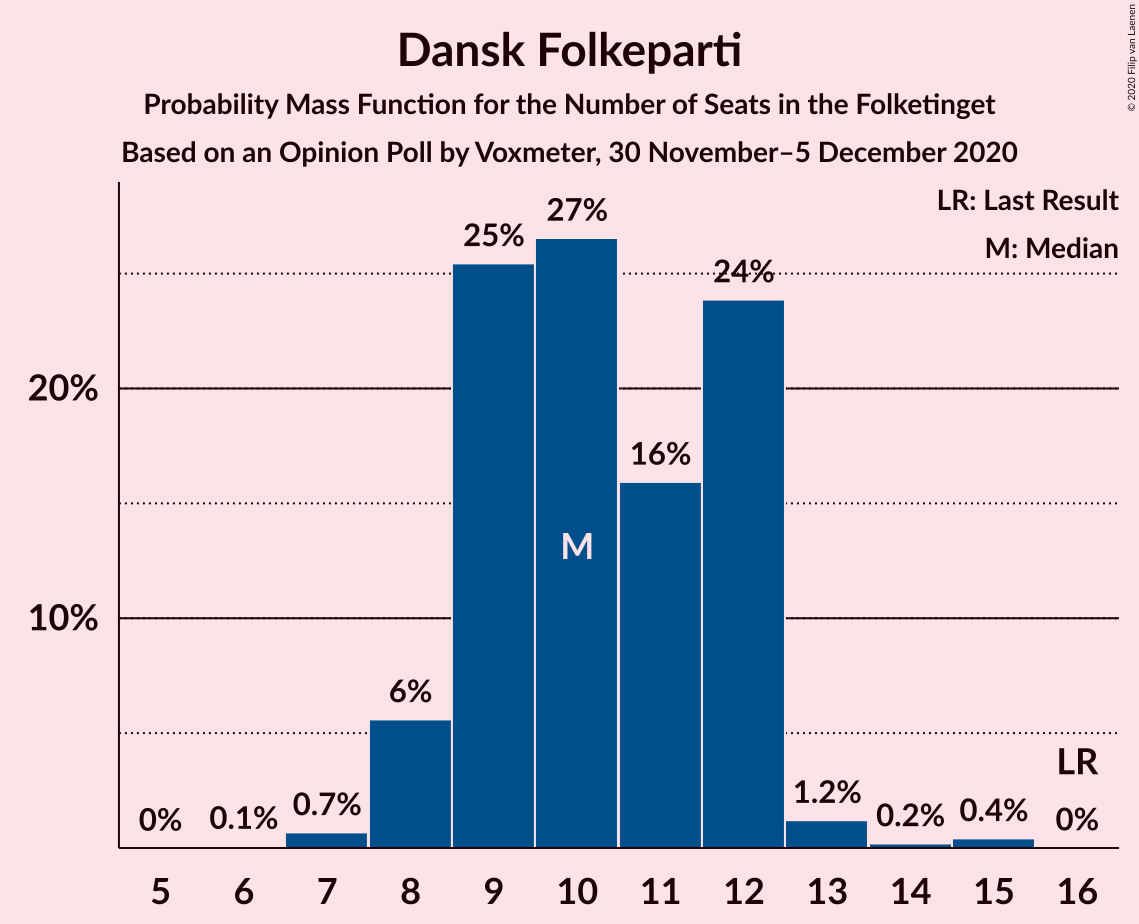 Dansk Folkeparti
Probability Mass Function for the Number of Seats in the Folketinget
Based on an Opinion Poll by Voxmeter, 30 November–5 December 2020
© 2020 Filip van Laenen
LR: Last Result
M: Median
20%
10%
0%
0.1%
0.7%
6%
25%
27%
16%
24%
1.2%
0.2%
0.4%
0%
M
LR
5 6 7 8 9 10 11 12 13 14 15 16